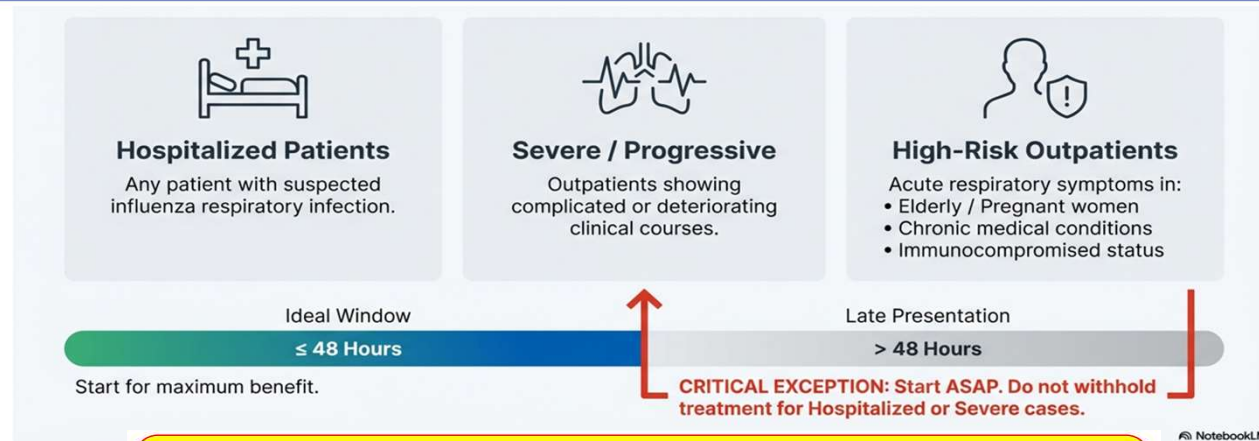 Hospitalized Patients
Any patient with suspected
influenza respiratory infection.
Severe / Progressive
Outpatients showing
complicated or deteriorating
clinical courses.
High-Risk Outpatients
Acute respiratory symptoms in:
• Elderly / Pregnant women
• Chronic medical conditions
• Immunocompromised status
Ideal Window
≤ 48 Hours
Start for maximum benefit.
Late Presentation
> 48 Hours
CRITICAL EXCEPTION: Start ASAP. Do not withhold
treatment for Hospitalized or Severe cases.